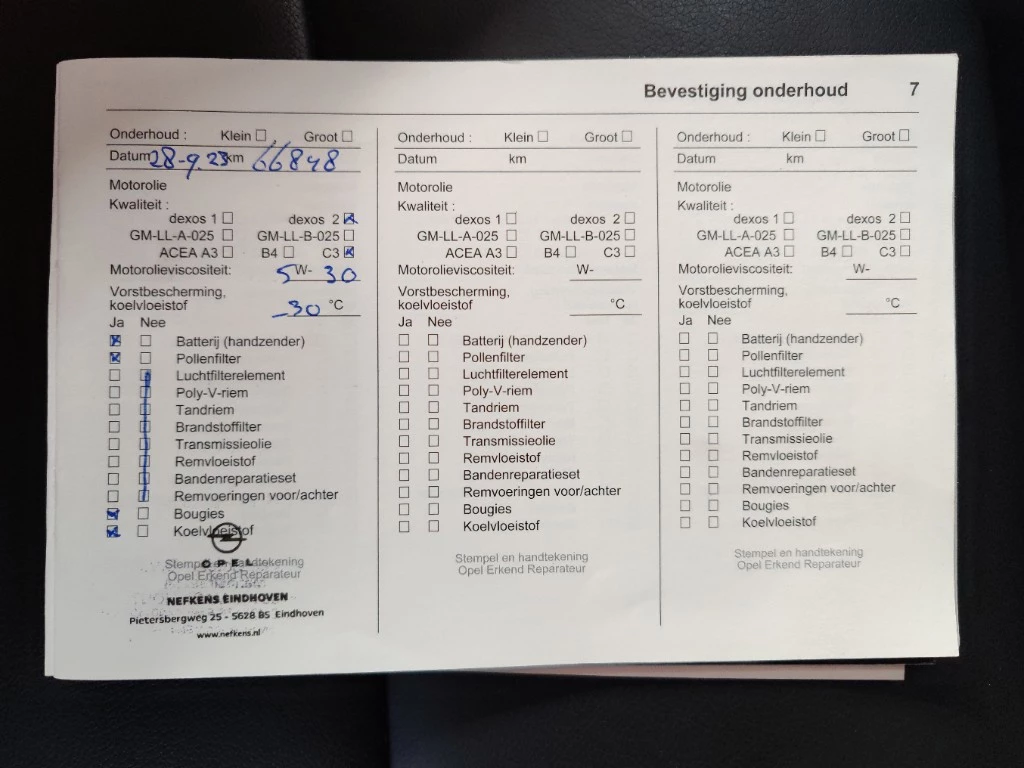 Bevestiging onderhoud 7
Onderhoud : Klein Groot
Datum 28-9-23 km 66848
Motorolie
Kwaliteit :
dexos 1 dexos 2
GM-LL-A-025 GM-LL-B-025
ACEA A3 B4 C3
Motorolieviscositeit: 5 W- 30
Vorstbescherming,
koelvloeistof -30 °C
Ja Nee
Batterij (handzender)
Pollenfilter
Luchtfilterelement
Poly-V-riem
Tandriem
Brandstoffilter
Transmissieolie
Remvloeistof
Bandenreparatieset
Remvoeringen voor/achter
Bougies
Koelvloeistof
Stempel en handtekening
OPEL
Opel Erkend Reparateur
NEFKENS EINDHOVEN
Pietersbergweg 25 - 5628 BS Eindhoven
www.nefkens.nl
Onderhoud : Klein Groot
Datum km
Motorolie
Kwaliteit :
dexos 1 dexos 2
GM-LL-A-025 GM-LL-B-025
ACEA A3 B4 C3
Motorolieviscositeit: W-
Vorstbescherming,
koelvloeistof °C
Ja Nee
Batterij (handzender)
Pollenfilter
Luchtfilterelement
Poly-V-riem
Tandriem
Brandstoffilter
Transmissieolie
Remvloeistof
Bandenreparatieset
Remvoeringen voor/achter
Bougies
Koelvloeistof
Stempel en handtekening
Opel Erkend Reparateur
Onderhoud : Klein Groot
Datum km
Motorolie
Kwaliteit :
dexos 1 dexos 2
GM-LL-A-025 GM-LL-B-025
ACEA A3 B4 C3
Motorolieviscositeit: W-
Vorstbescherming,
koelvloeistof °C
Ja Nee
Batterij (handzender)
Pollenfilter
Luchtfilterelement
Poly-V-riem
Tandriem
Brandstoffilter
Transmissieolie
Remvloeistof
Bandenreparatieset
Remvoeringen voor/achter
Bougies
Koelvloeistof
Stempel en handtekening
Opel Erkend Reparateur